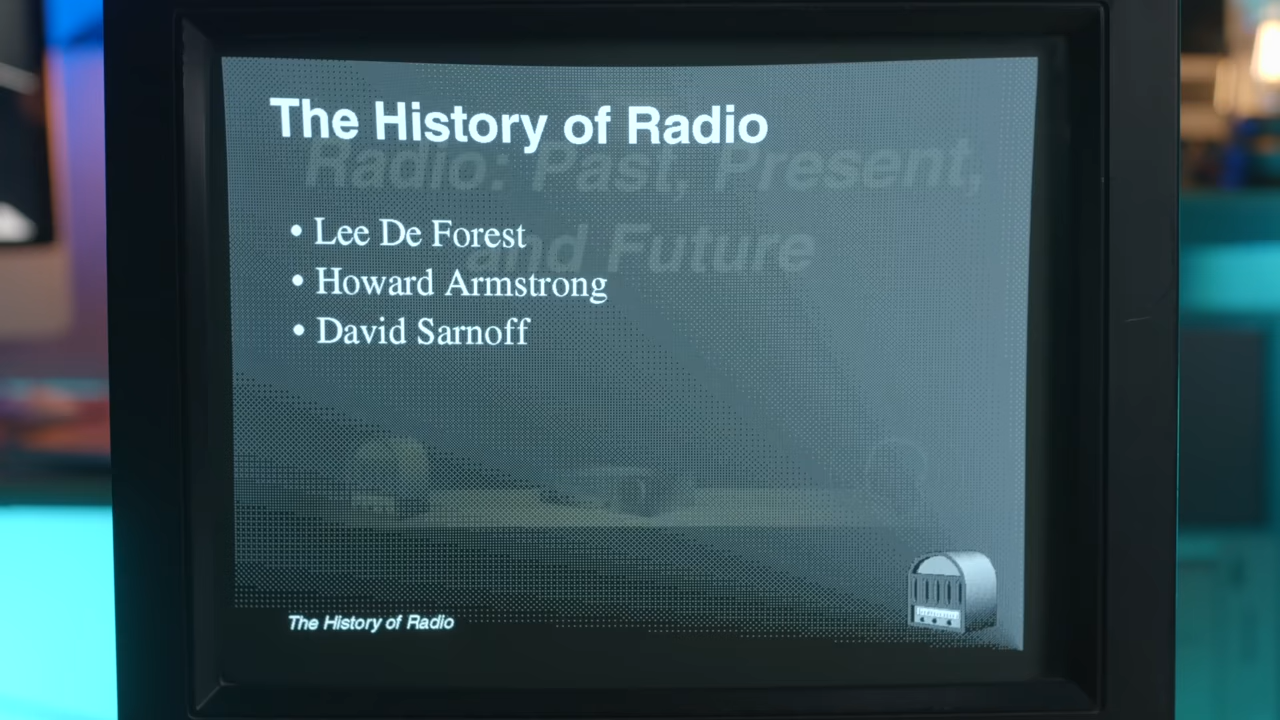 The History of Radio
Radio: Past, Present,
and Future
• Lee De Forest
• Howard Armstrong
• David Sarnoff
The History of Radio